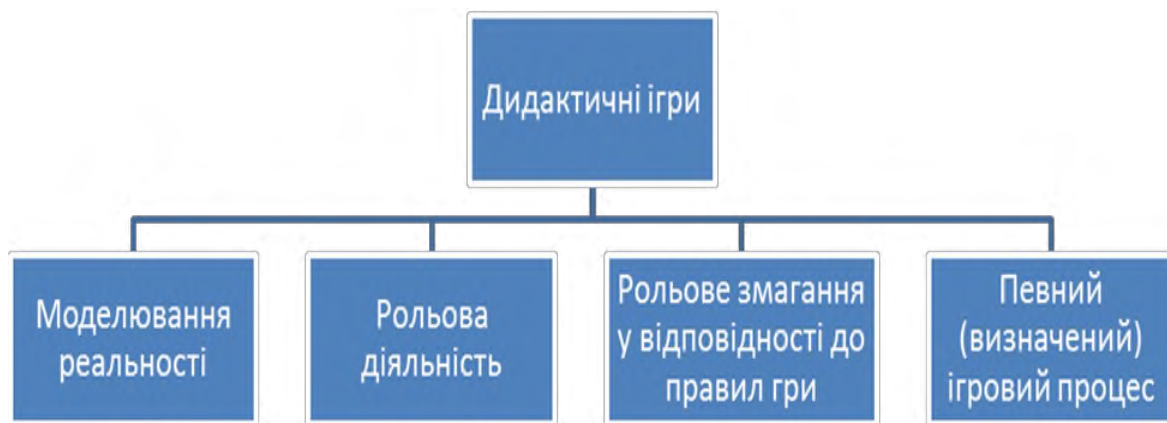 Дидактичні ігри
Моделювання
реальності
Рольова
діяльність
Рольове змагання
у відповідності до
правил гри
Певний
(визначений)
ігровий процес